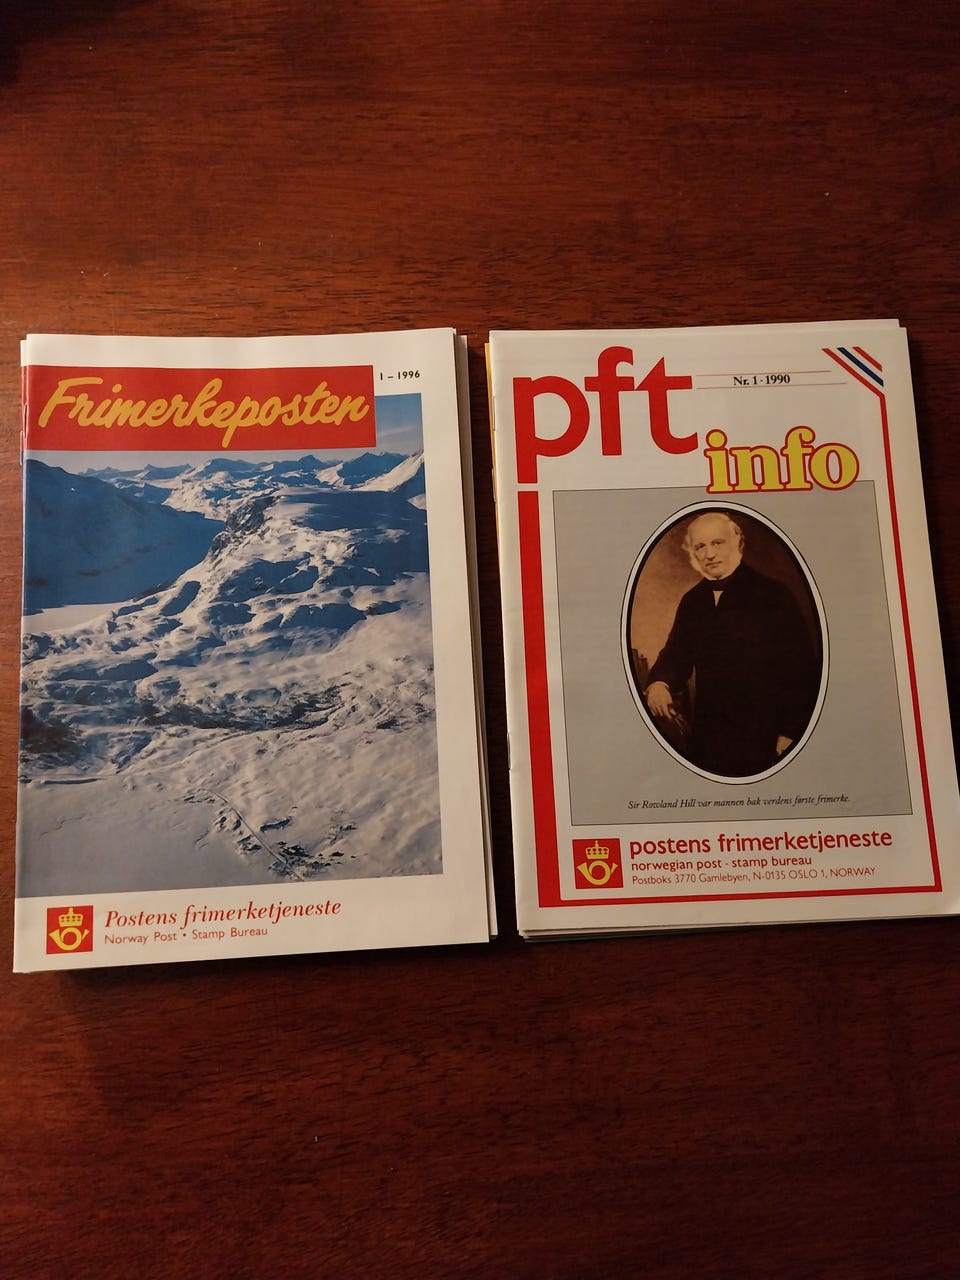 Frimerkeposten
1 – 1996
Postens frimerketjeneste
Norway Post • Stamp Bureau
pft
Nr. 1 · 1990
info
Sir Rowland Hill var mannen bak verdens første frimerke.
postens frimerketjeneste
norwegian post - stamp bureau
Postboks 3770 Gamlebyen, N-0135 OSLO 1, NORWAY